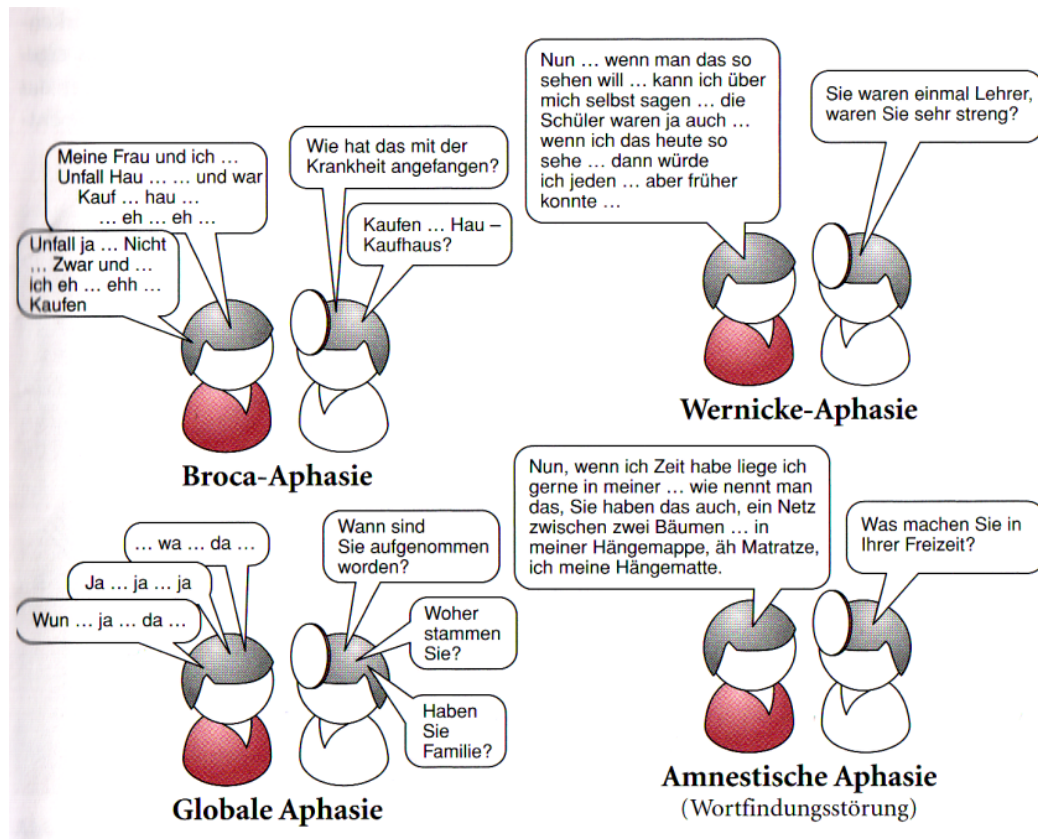 Meine Frau und ich ...
Unfall Hau ... ... und war
Kauf ... hau ...
... eh ... eh ...
Unfall ja ... Nicht
... Zwar und ...
ich eh ... ehh ...
Kaufen
Wie hat das mit der
Krankheit angefangen?
Kaufen ... Hau –
Kaufhaus?
Broca-Aphasie
Nun ... wenn man das so
sehen will ... kann ich über
mich selbst sagen ... die
Schüler waren ja auch ...
wenn ich das heute so
sehe ... dann würde
ich jeden ... aber früher
konnte ...
Sie waren einmal Lehrer,
waren Sie sehr streng?
Wernicke-Aphasie
... wa ... da ...
Ja ... ja ... ja
Wun ... ja ... da ...
Wann sind
Sie aufgenommen
worden?
Woher
stammen
Sie?
Haben
Sie
Familie?
Globale Aphasie
Nun, wenn ich Zeit habe liege ich
gerne in meiner ... wie nennt man
das, Sie haben das auch, ein Netz
zwischen zwei Bäumen ... in
meiner Hängemappe, äh Matratze,
ich meine Hängematte.
Was machen Sie in
Ihrer Freizeit?
Amnestische Aphasie
(Wortfindungsstörung)